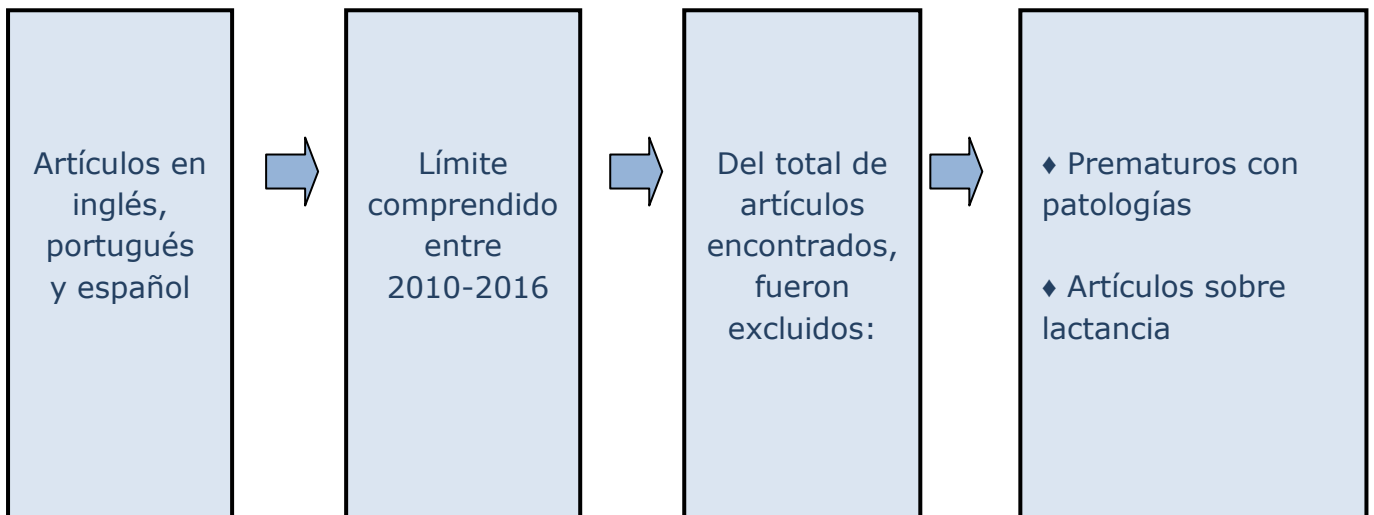 Artículos en
inglés,
portugués
y español
Límite
comprendido
entre
2010-2016
Del total de
artículos
encontrados,
fueron
excluidos:
♦ Prematuros con
patologías
♦ Artículos sobre
lactancia